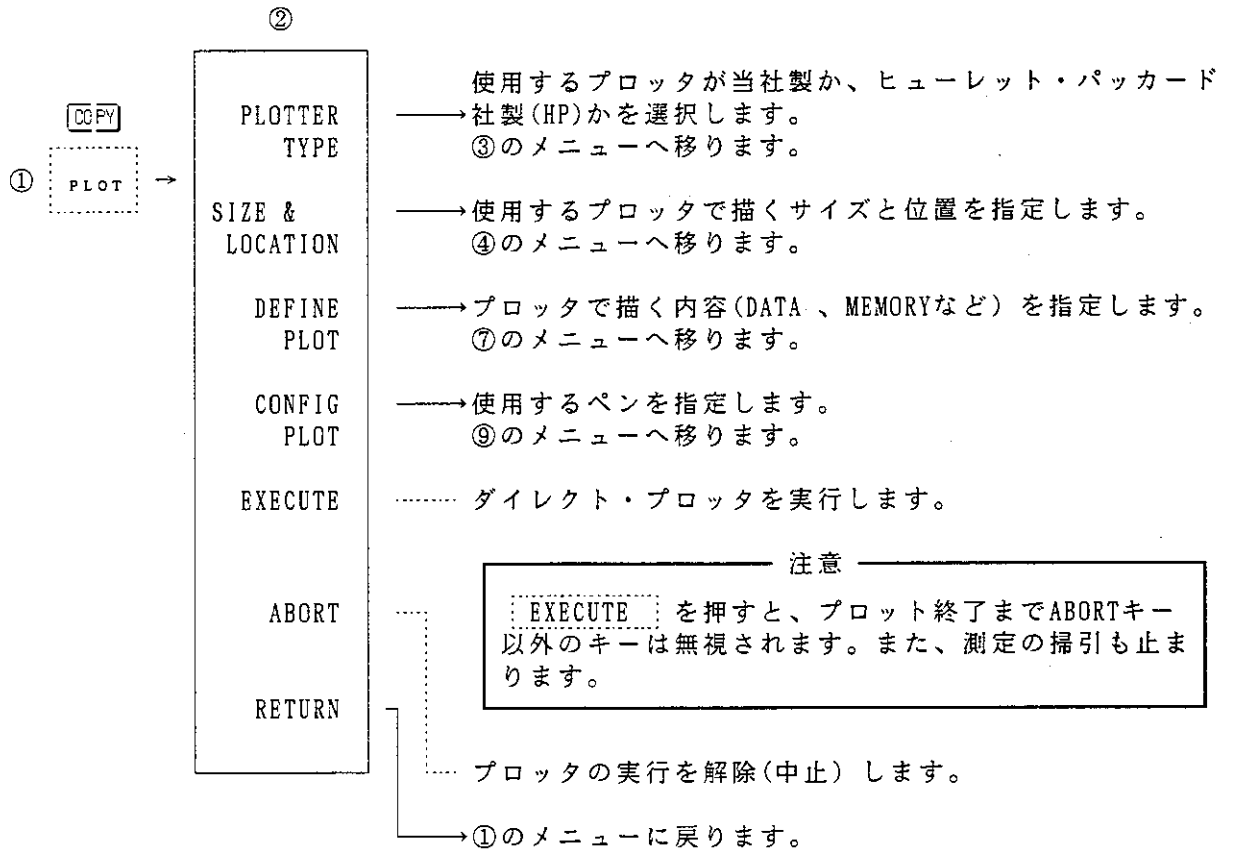 ②
使用するプロッタが当社製か、ヒューレット・パッカード
COPY
PLOTTER ───→社製(HP)かを選択します。
TYPE ③のメニューへ移ります。
① PLOT →
SIZE & ───→使用するプロッタで描くサイズと位置を指定します。
LOCATION ④のメニューへ移ります。
DEFINE ───→プロッタで描く内容(DATA 、MEMORYなど) を指定します。
PLOT ⑦のメニューへ移ります。
CONFIG ───→使用するペンを指定します。
PLOT ⑨のメニューへ移ります。
EXECUTE ……… ダイレクト・プロッタを実行します。
注意
ABORT
EXECUTE を押すと、プロット終了までABORTキー
以外のキーは無視されます。また、測定の掃引も止ま
ります。
RETURN
プロッタの実行を解除(中止) します。
→①のメニューに戻ります。